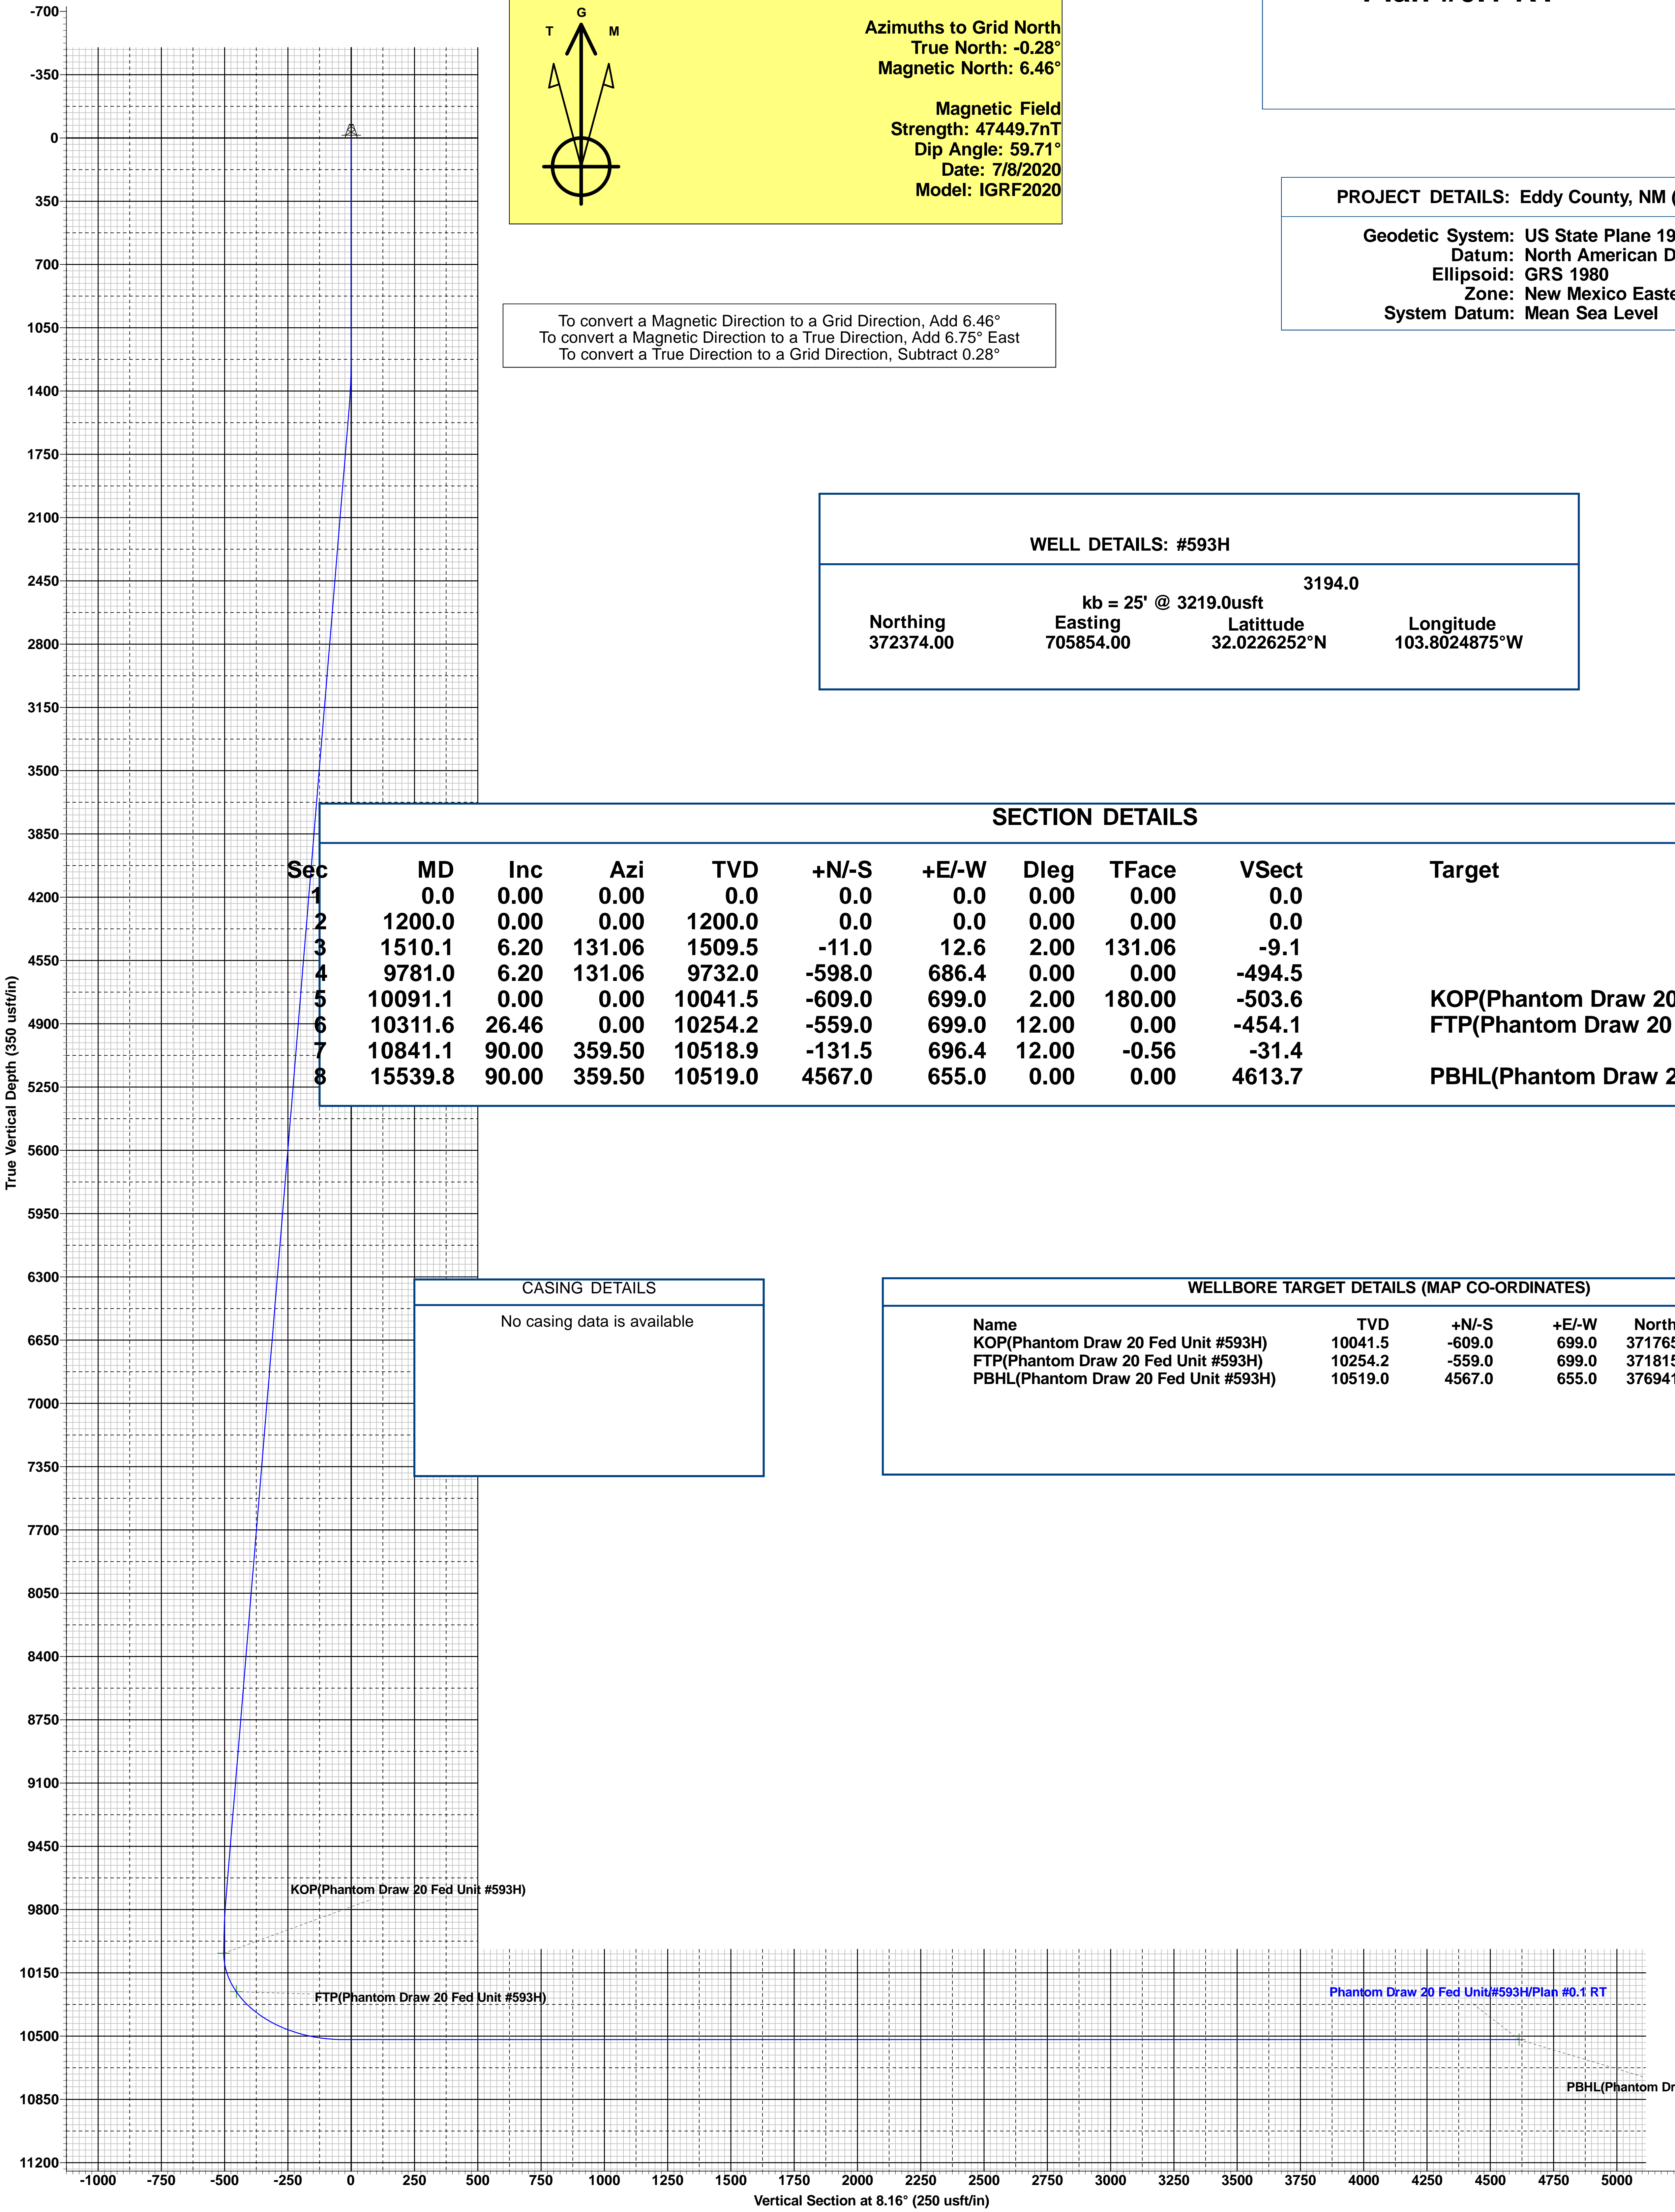 G
T M
Azimuths to Grid North
True North: -0.28°
Magnetic North: 6.46°
Magnetic Field
Strength: 47449.7nT
Dip Angle: 59.71°
Date: 7/8/2020
Model: IGRF2020
PROJECT DETAILS: Eddy County, NM (
Geodetic System: US State Plane 19
Datum: North American D
Ellipsoid: GRS 1980
Zone: New Mexico Easte
System Datum: Mean Sea Level
To convert a Magnetic Direction to a Grid Direction, Add 6.46°
To convert a Magnetic Direction to a True Direction, Add 6.75° East
To convert a True Direction to a Grid Direction, Subtract 0.28°
WELL DETAILS: #593H
3194.0
kb = 25' @ 3219.0usft
Northing Easting Latittude Longitude
372374.00 705854.00 32.0226252°N 103.8024875°W
SECTION DETAILS
Sec MD Inc Azi TVD +N/-S +E/-W Dleg TFace VSect Target
1 0.0 0.00 0.00 0.0 0.0 0.0 0.00 0.00 0.0
2 1200.0 0.00 0.00 1200.0 0.0 0.0 0.00 0.00 0.0
3 1510.1 6.20 131.06 1509.5 -11.0 12.6 2.00 131.06 -9.1
4 9781.0 6.20 131.06 9732.0 -598.0 686.4 0.00 0.00 -494.5
5 10091.1 0.00 0.00 10041.5 -609.0 699.0 2.00 180.00 -503.6 KOP(Phantom Draw 20
6 10311.6 26.46 0.00 10254.2 -559.0 699.0 12.00 0.00 -454.1 FTP(Phantom Draw 20
7 10841.1 90.00 359.50 10518.9 -131.5 696.4 12.00 -0.56 -31.4
8 15539.8 90.00 359.50 10519.0 4567.0 655.0 0.00 0.00 4613.7 PBHL(Phantom Draw 2
CASING DETAILS
No casing data is available
WELLBORE TARGET DETAILS (MAP CO-ORDINATES)
Name TVD +N/-S +E/-W North
KOP(Phantom Draw 20 Fed Unit #593H) 10041.5 -609.0 699.0 371765
FTP(Phantom Draw 20 Fed Unit #593H) 10254.2 -559.0 699.0 371815
PBHL(Phantom Draw 20 Fed Unit #593H) 10519.0 4567.0 655.0 376941
True Vertical Depth (350 usft/in)
-700
-350
0
350
700
1050
1400
1750
2100
2450
2800
3150
3500
3850
4200
4550
4900
5250
5600
5950
6300
6650
7000
7350
7700
8050
8400
8750
9100
9450
9800
10150
10500
10850
11200
KOP(Phantom Draw 20 Fed Unit #593H)
FTP(Phantom Draw 20 Fed Unit #593H)
Phantom Draw 20 Fed Unit/#593H/Plan #0.1 RT
PBHL(Phantom Dr
-1000 -750 -500 -250 0 250 500 750 1000 1250 1500 1750 2000 2250 2500 2750 3000 3250 3500 3750 4000 4250 4500 4750 5000
Vertical Section at 8.16° (250 usft/in)